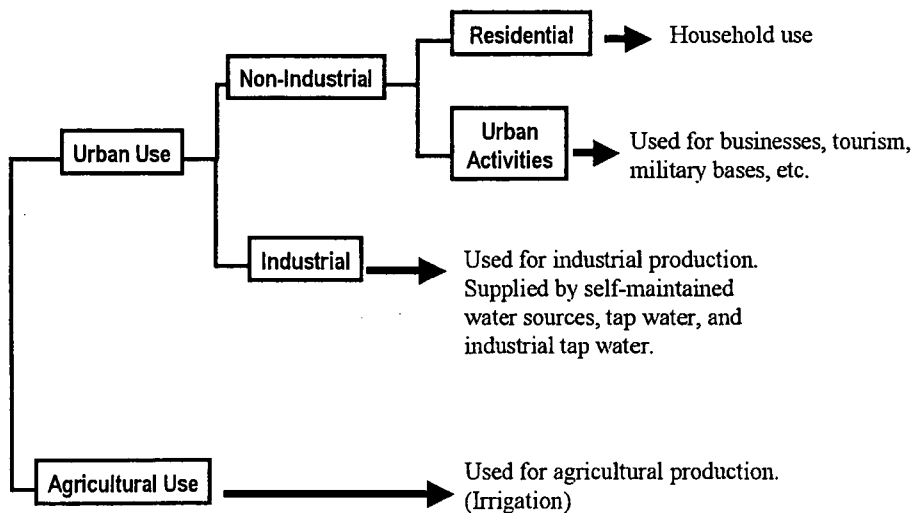 Residential
Household use
Non-Industrial
Urban
Activities
Used for businesses, tourism,
military bases, etc.
Urban Use
Industrial
Used for industrial production.
Supplied by self-maintained
water sources, tap water, and
industrial tap water.
Agricultural Use
Used for agricultural production.
(Irrigation)